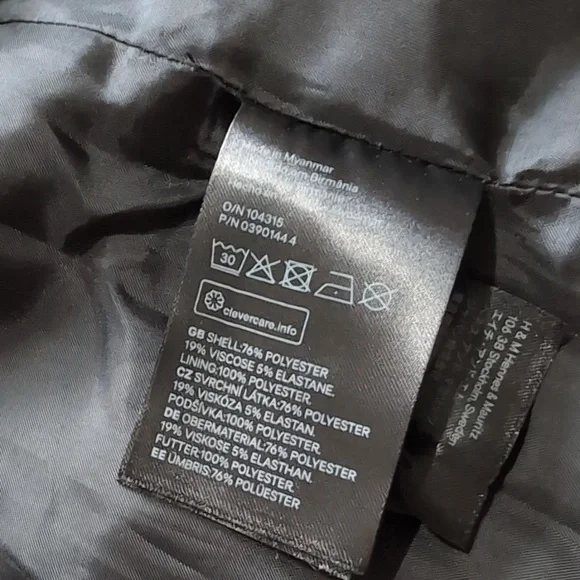 in Myanmar
Birmânia
O/N 104315
P/N 0390144 4
30
clevercare.info
GB SHELL:76% POLYESTER
19% VISCOSE 5% ELASTANE.
LINING:100% POLYESTER.
CZ SVRCHNÍ LÁTKA:76% POLYESTER
19% VISKÓZA 5% ELASTAN.
PODŠÍVKA:100% POLYESTER.
DE OBERMATERIAL:76% POLYESTER
19% VISKOSE 5% ELASTHAN.
FUTTER:100% POLYESTER.
EE ÜMBRIS:76% POLÜESTER
H & M Hennes & Mauritz
106 38 Stockholm Sweden